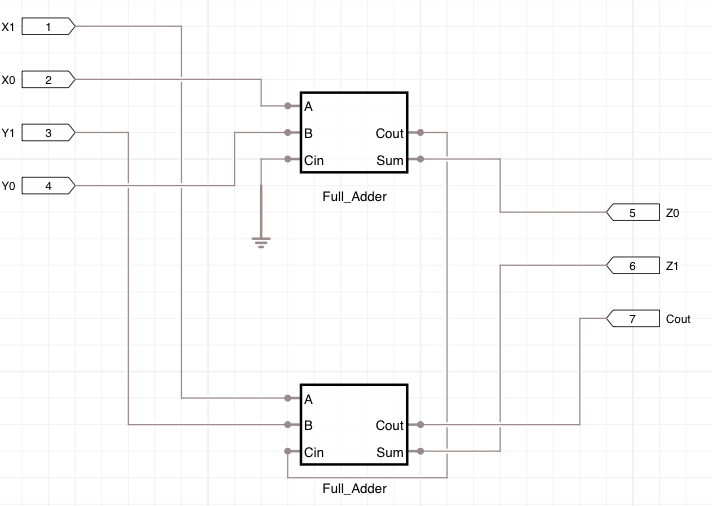 X1 1
X0 2
Y1 3
Y0 4
A
B Cout
Cin Sum
Full_Adder
5 Z0
6 Z1
7 Cout
A
B Cout
Cin Sum
Full_Adder